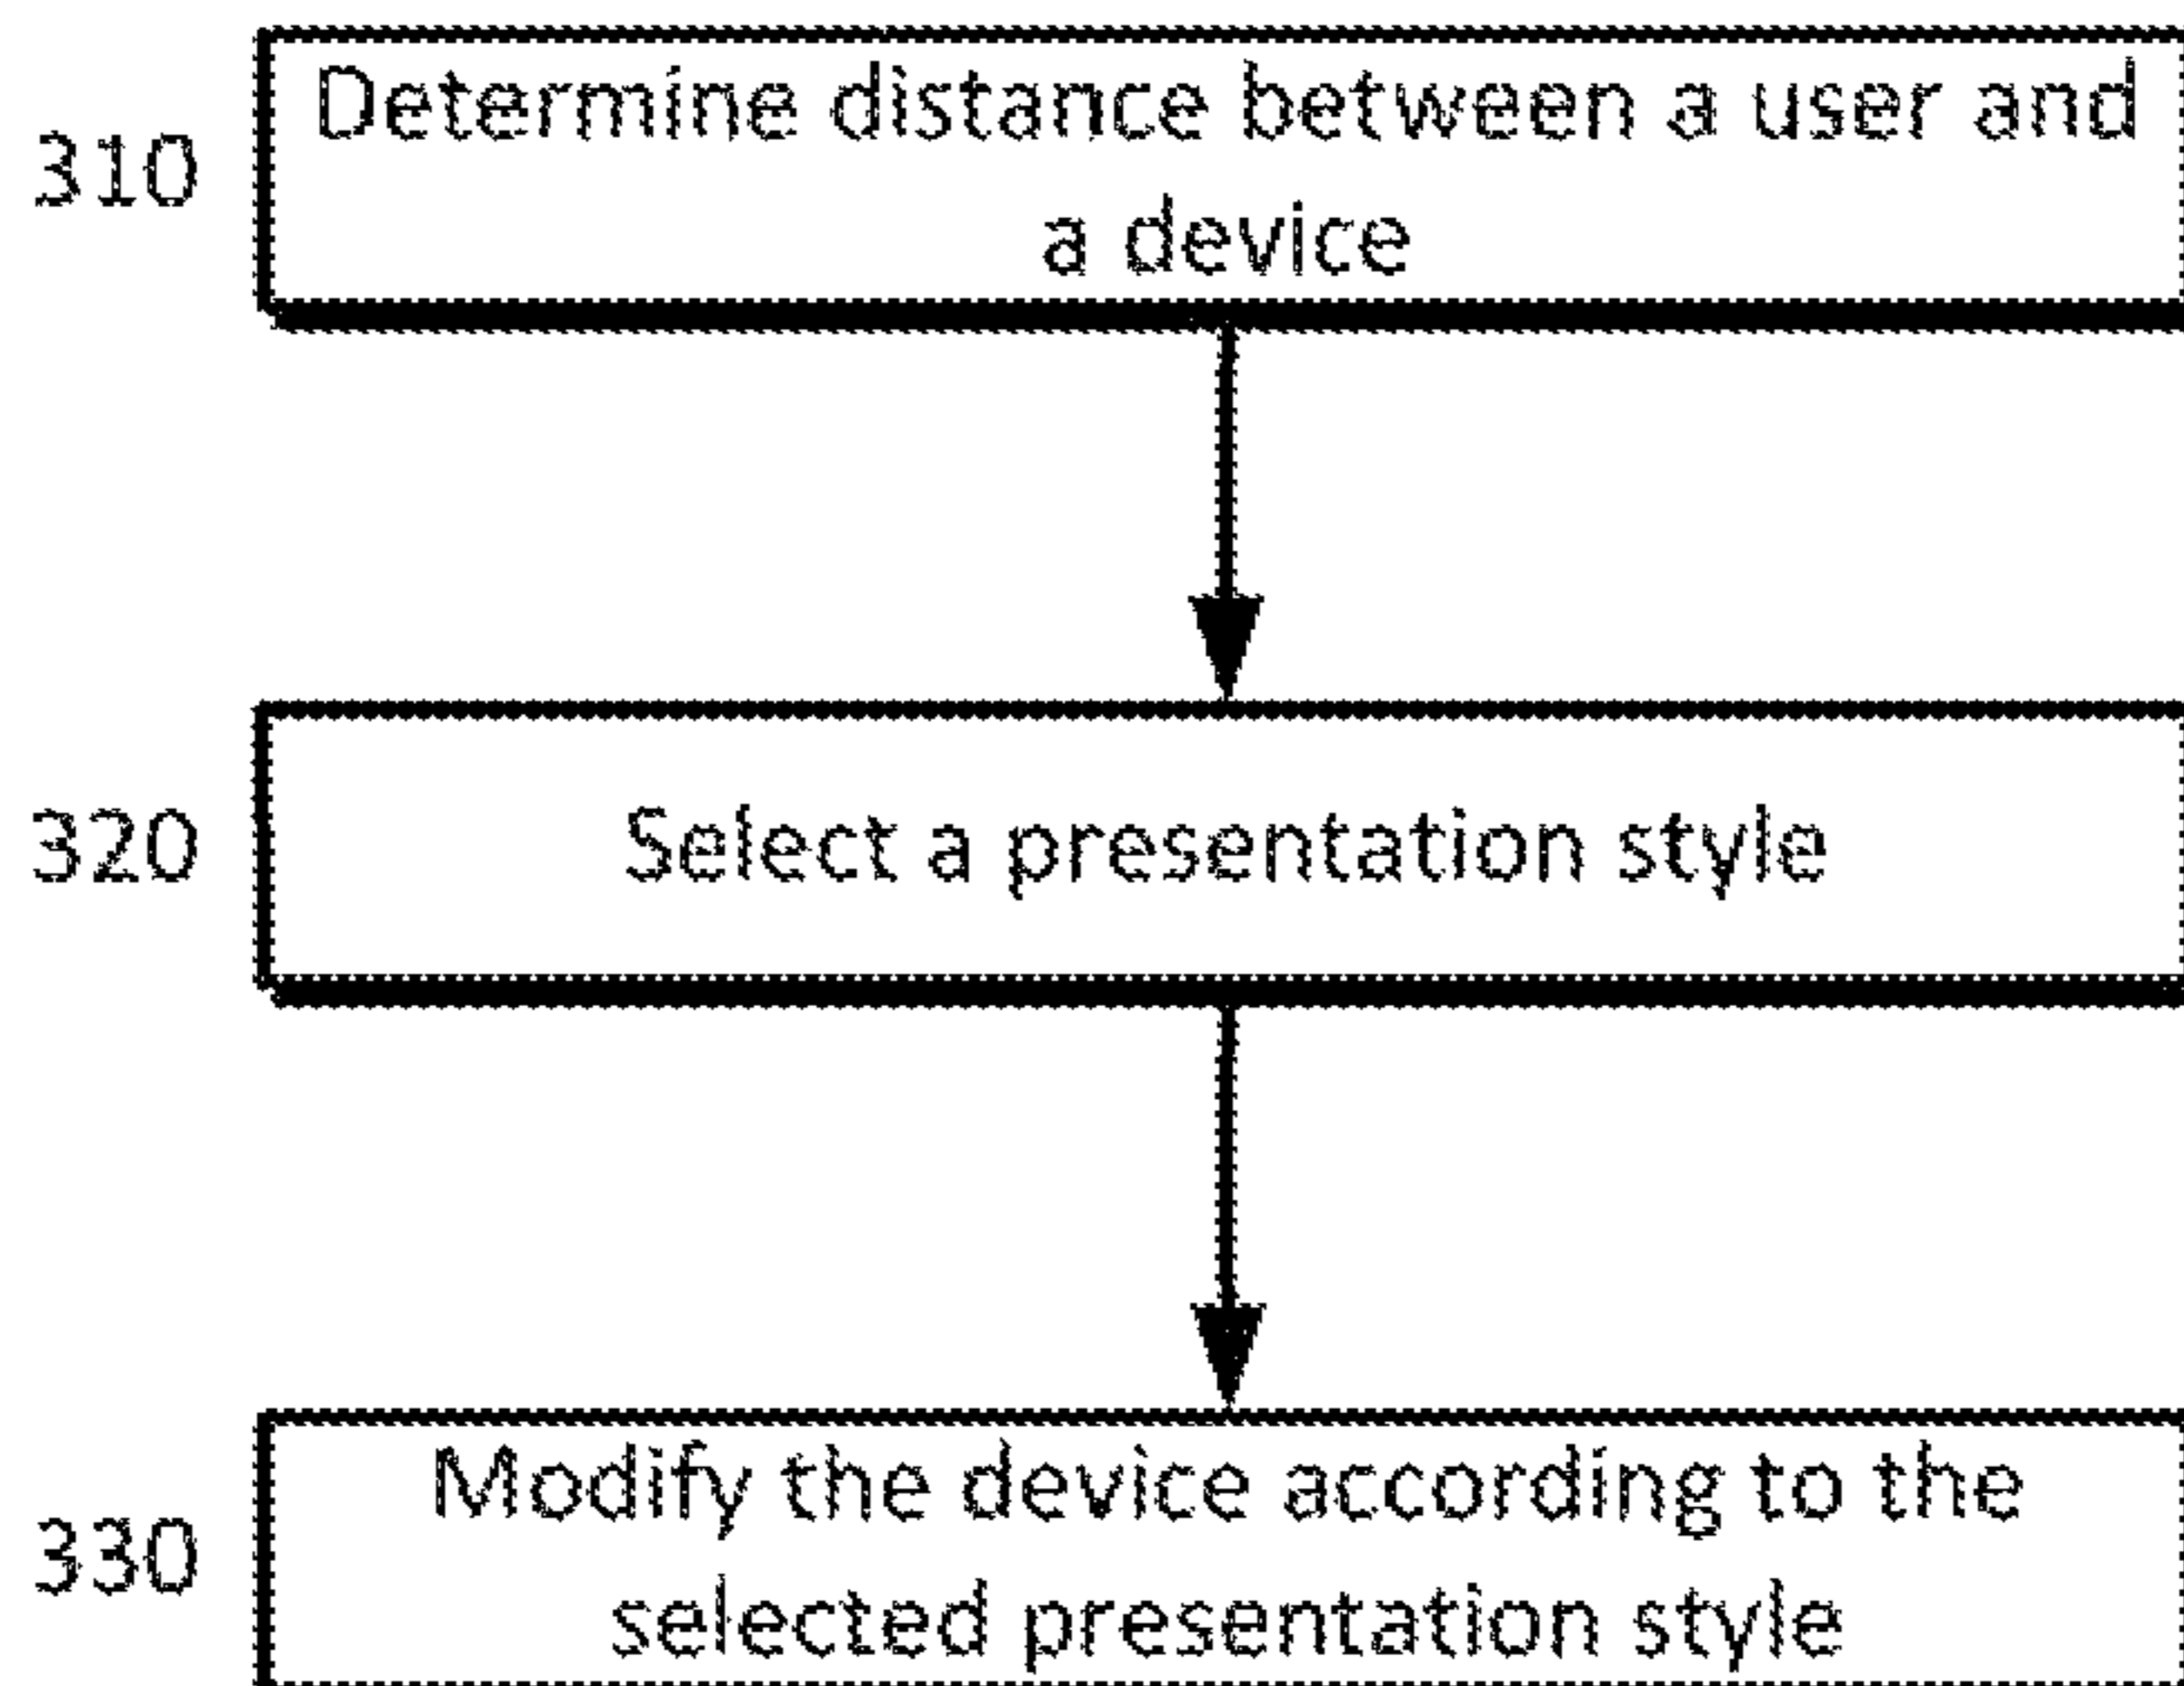 310
Determine distance between a user and
a device
320
Select a presentation style
330
Modify the device according to the
selected presentation style